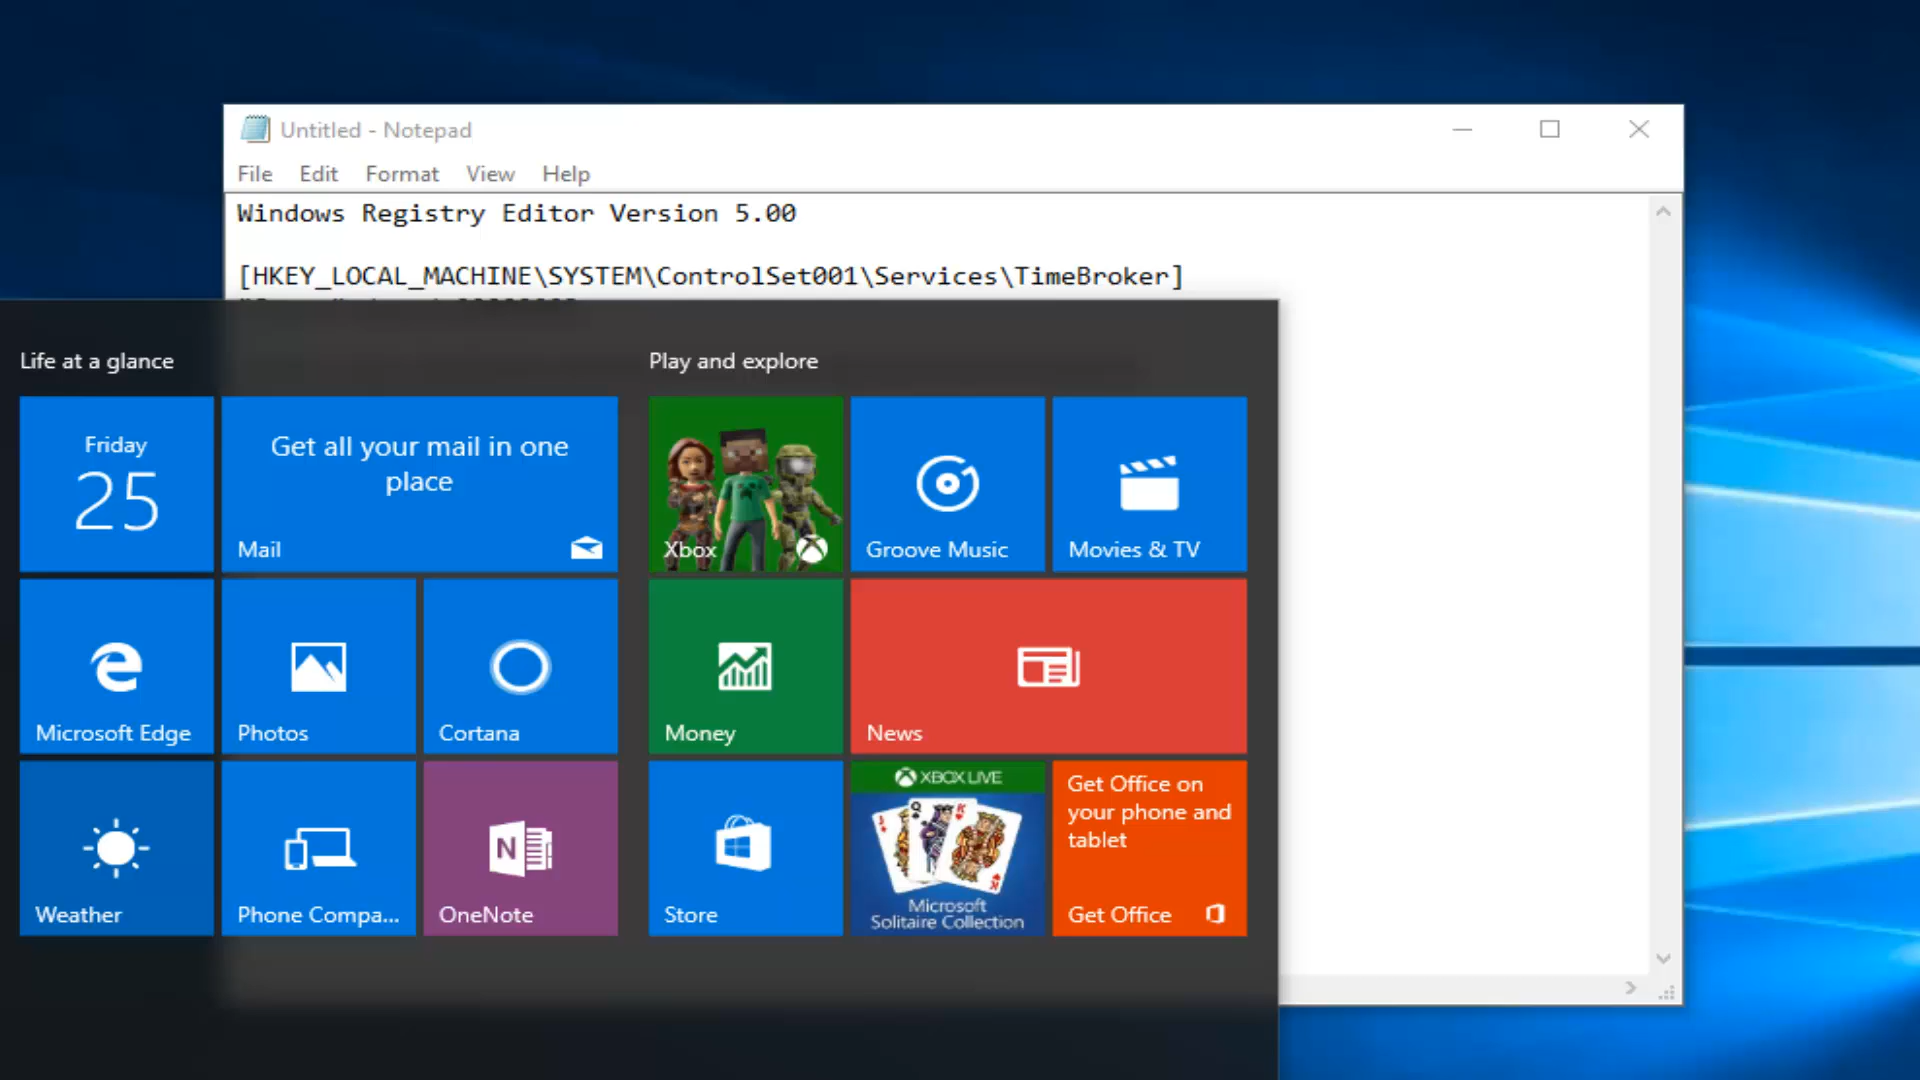 Untitled - Notepad
File Edit Format View Help
Windows Registry Editor Version 5.00
[HKEY_LOCAL_MACHINE\SYSTEM\ControlSet001\Services\TimeBroker]
Life at a glance
Play and explore
Friday
25
Get all your mail in one
place
Mail
Xbox
Groove Music
Movies & TV
Microsoft Edge
Photos
Cortana
Money
News
Weather
Phone Compa...
OneNote
Store
XBOX LIVE
Microsoft
Solitaire Collection
Get Office on
your phone and
tablet
Get Office